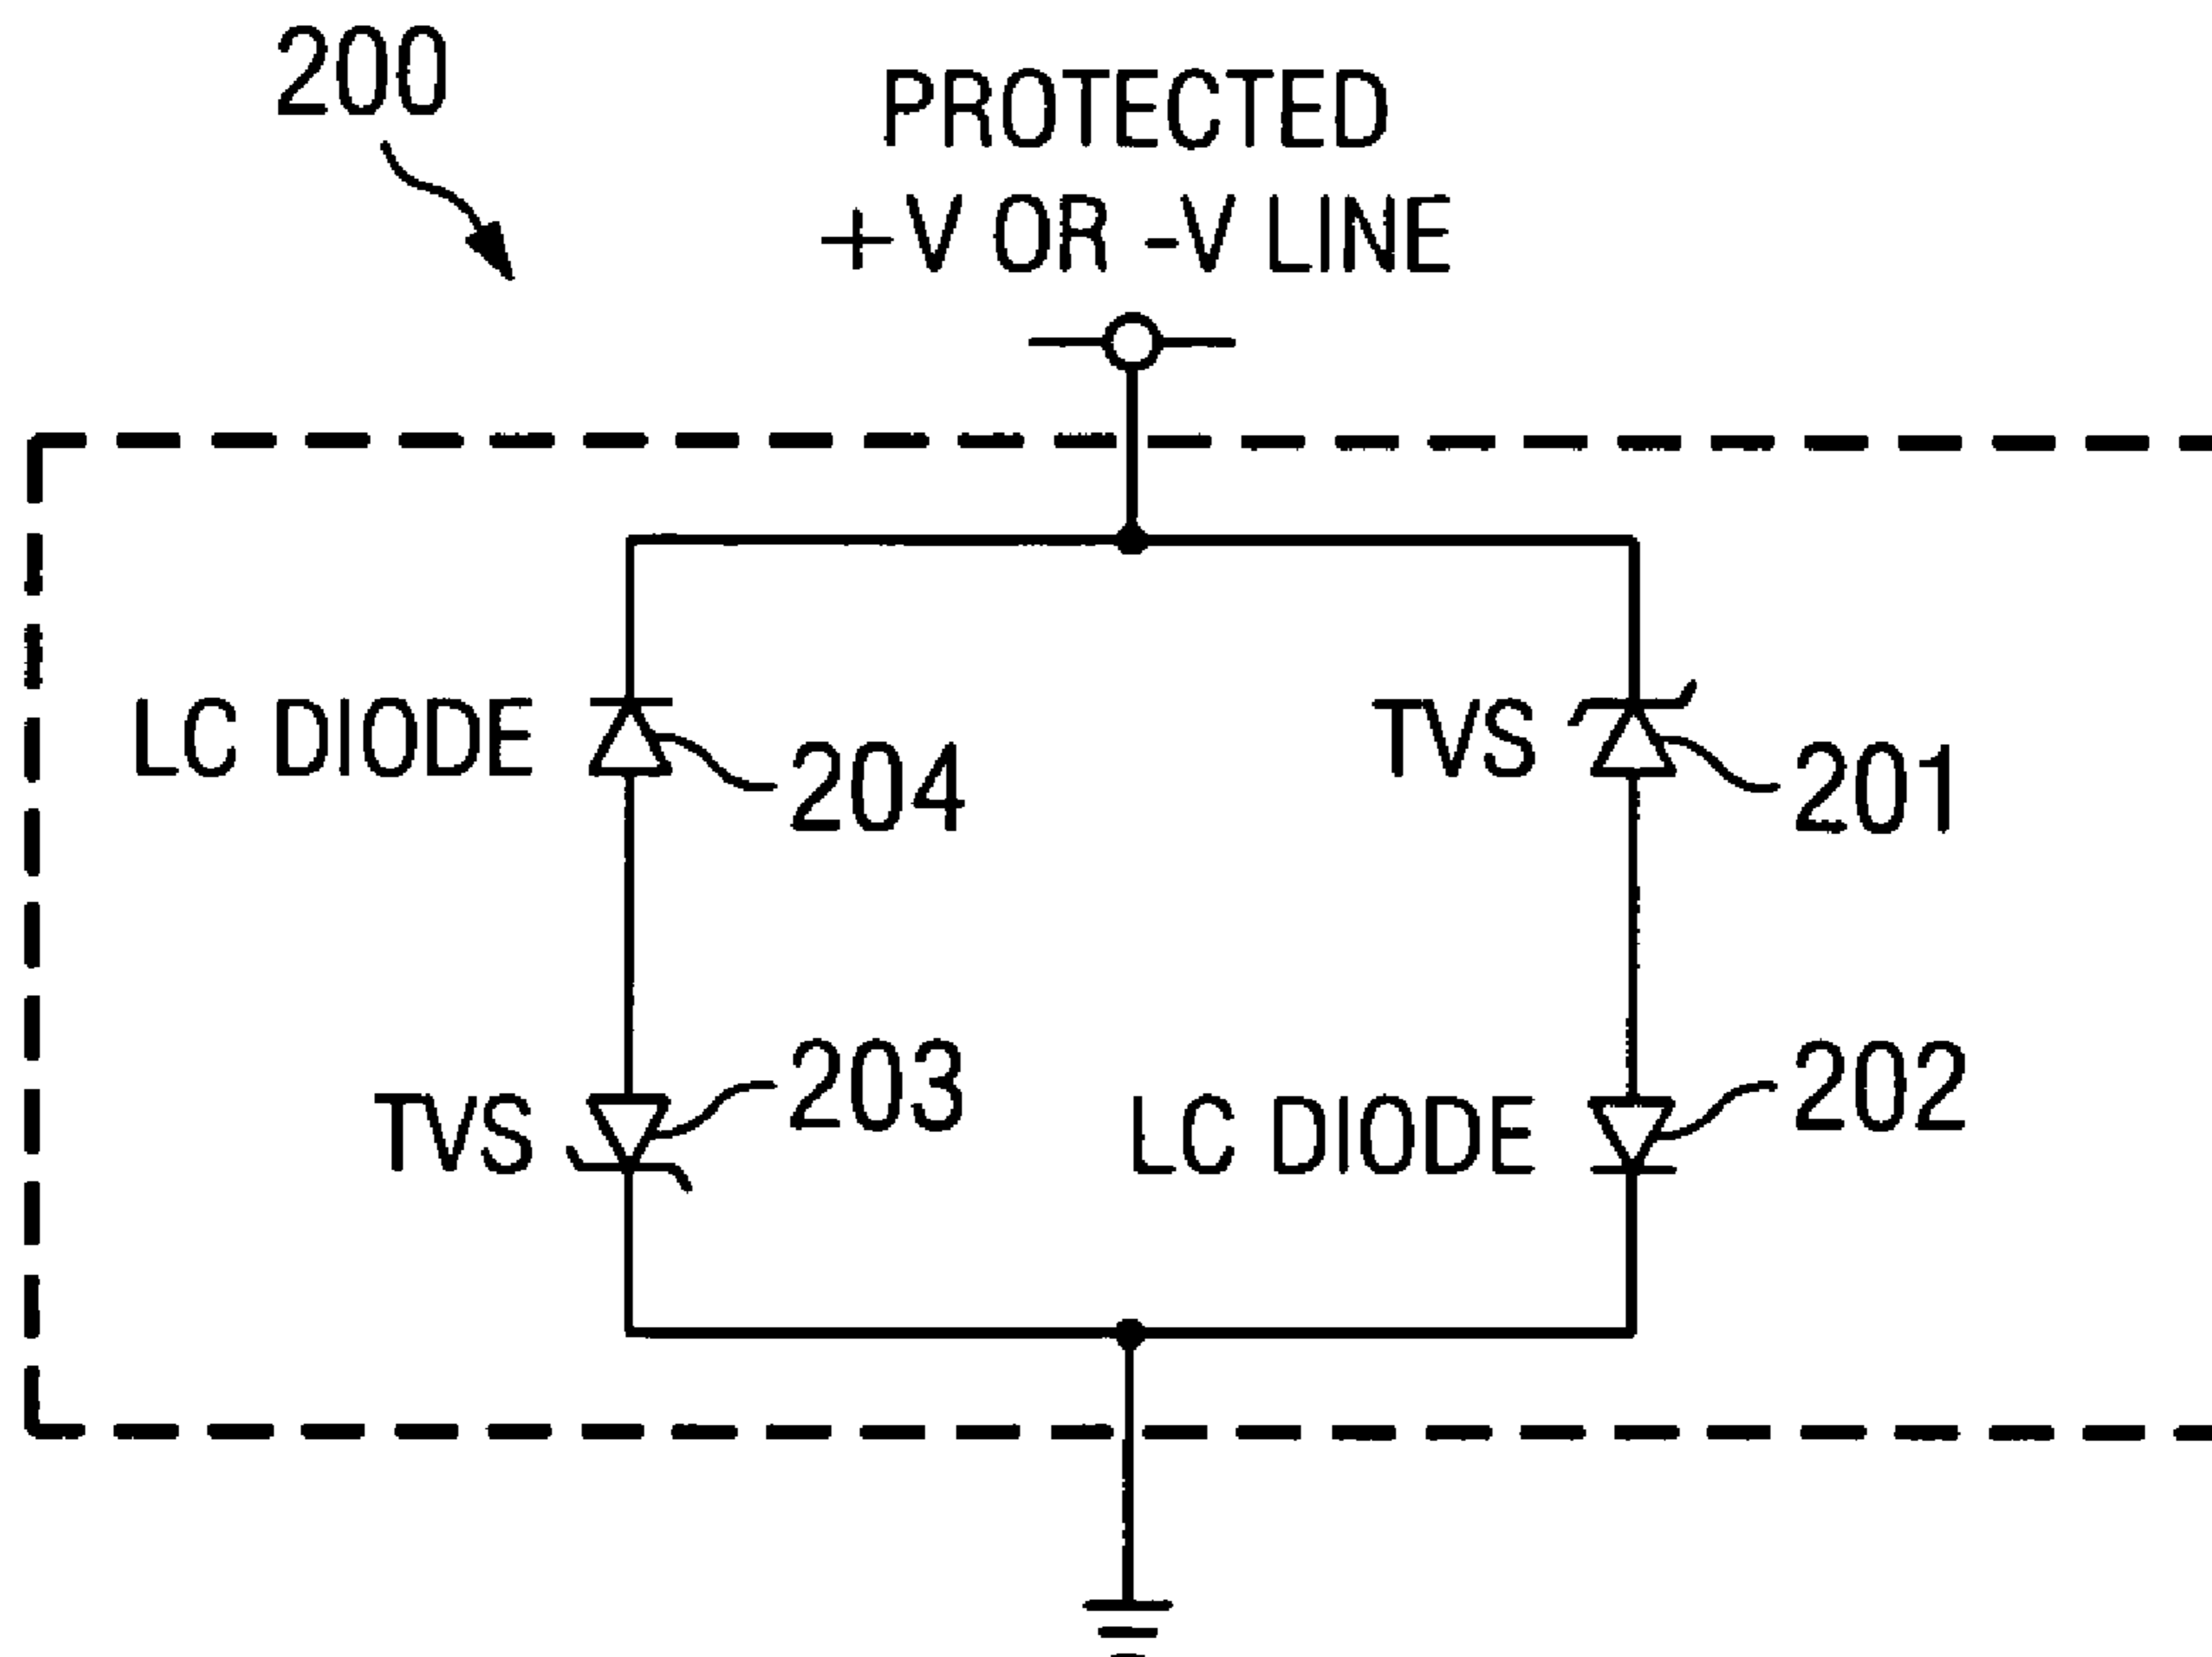 200
PROTECTED
+V OR -V LINE
LC DIODE
204
TVS
201
TVS
203
LC DIODE
202